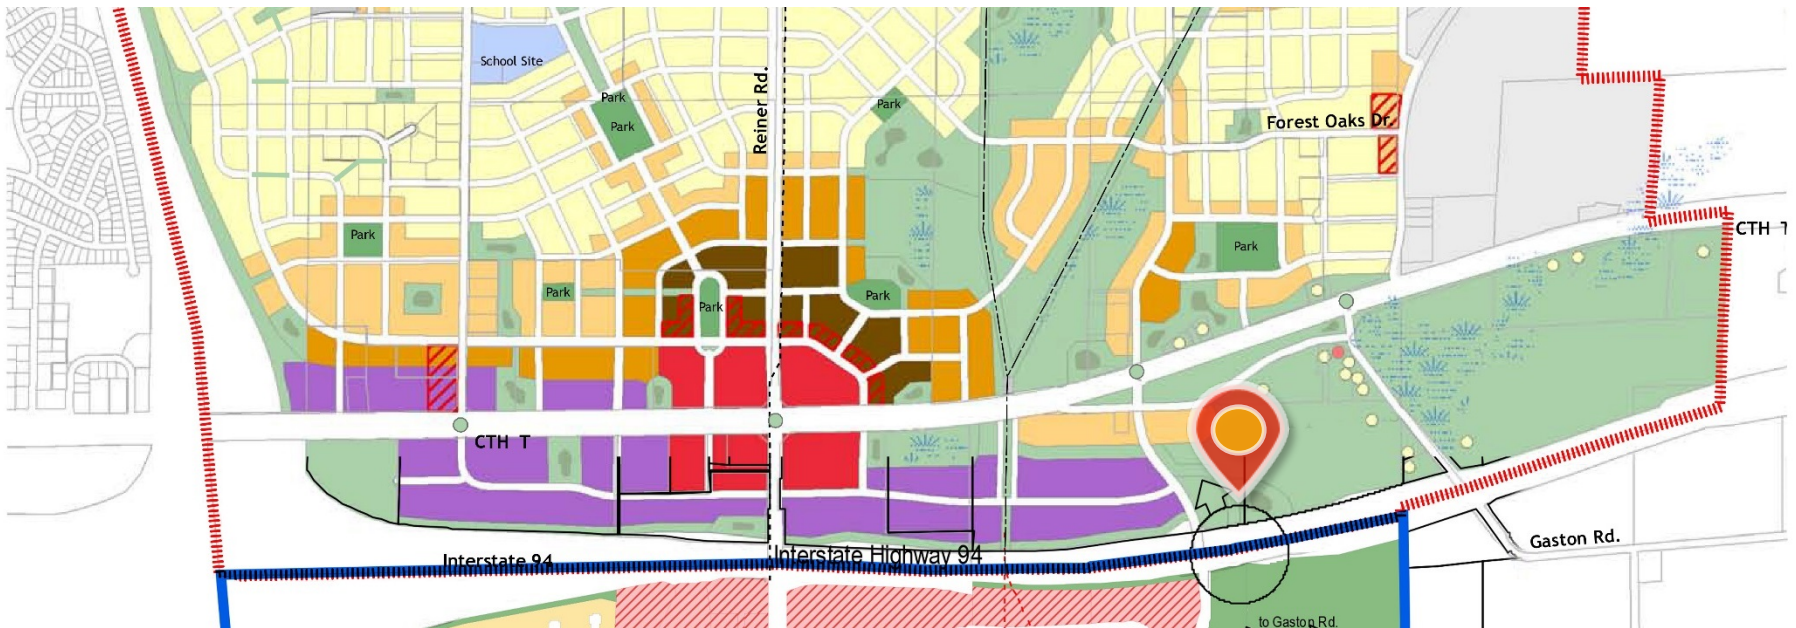 School Site
Park
Park
Reiner Rd.
Park
Forest Oaks Dr.
Park
Park
CTH T
Park
Park
Park
CTH T
Interstate 94
Interstate Highway 94
Gaston Rd.
to Gaston Rd.